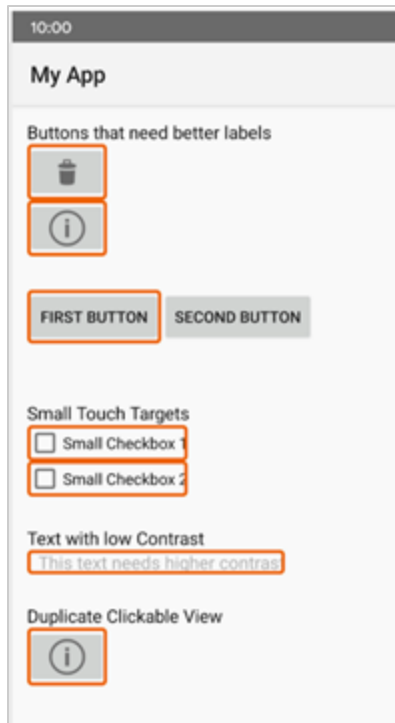 10:00
My App
Buttons that need better labels
FIRST BUTTON SECOND BUTTON
Small Touch Targets
Small Checkbox 1
Small Checkbox 2
Text with low Contrast
This text needs higher contrast
Duplicate Clickable View